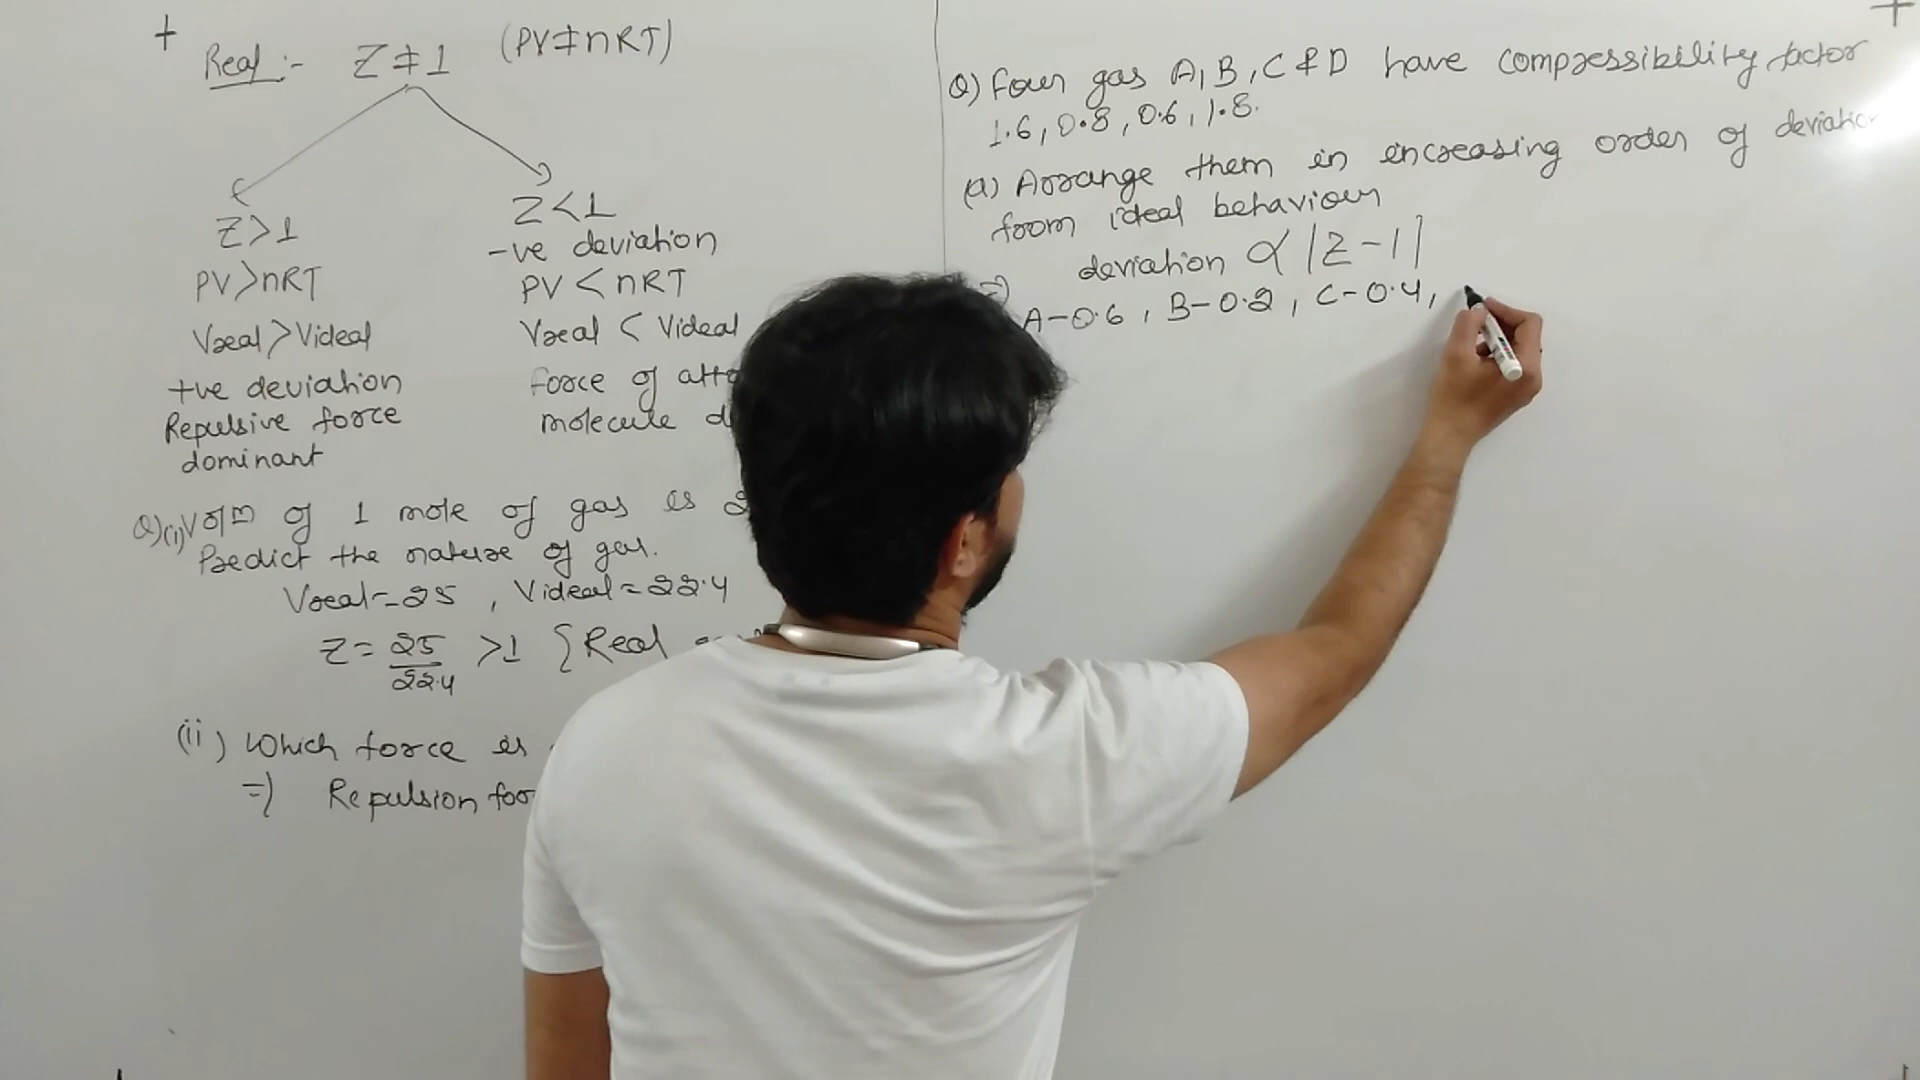 Real :- Z ≠ 1 (PV ≠ nRT)
Z > 1
PV > nRT
Vreal > Videal
+ve deviation
Repulsive force
dominant
Z < 1
-ve deviation
PV < nRT
Vreal < Videal
force of
molecule
Q)(i) Vol^m of 1 mole of gas is
Predict the nature of gas.
Vreal = 25 , Videal = 22.4
Z = 25/22.4 > 1 {Real
(ii) Which force is
=) Repulsion
Q) Four gas A, B, C & D have compressibility factor
1.6, 0.8, 0.6, 1.8.
(a) Arrange them in increasing order of deviation
from ideal behaviour
=) deviation ∝ |Z-1|
A-0.6, B-0.2, C-0.4,